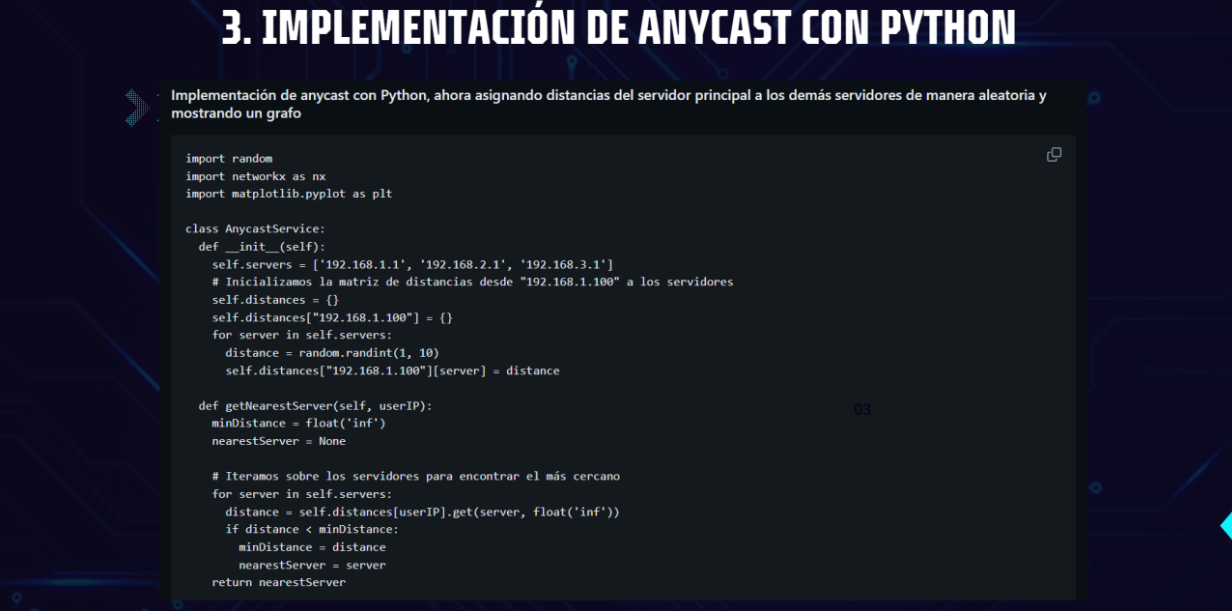 3. IMPLEMENTACIÓN DE ANYCAST CON PYTHON
Implementación de anycast con Python, ahora asignando distancias del servidor principal a los demás servidores de manera aleatoria y
mostrando un grafo
import random
import networkx as nx
import matplotlib.pyplot as plt
class AnycastService:
  def __init__(self):
    self.servers = ['192.168.1.1', '192.168.2.1', '192.168.3.1']
    # Inicializamos la matriz de distancias desde "192.168.1.100" a los servidores
    self.distances = {}
    self.distances["192.168.1.100"] = {}
    for server in self.servers:
      distance = random.randint(1, 10)
      self.distances["192.168.1.100"][server] = distance
  def getNearestServer(self, userIP):
03
    minDistance = float('inf')
    nearestServer = None
    # Iteramos sobre los servidores para encontrar el más cercano
    for server in self.servers:
      distance = self.distances[userIP].get(server, float('inf'))
      if distance < minDistance:
        minDistance = distance
        nearestServer = server
    return nearestServer